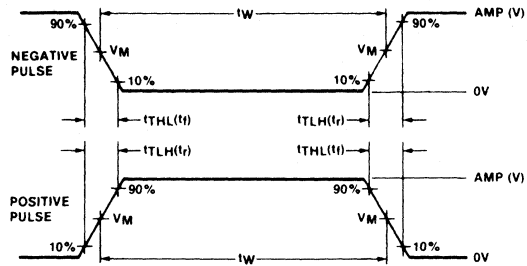 tW
AMP (V)
90%
90%
NEGATIVE
PULSE
VM
VM
10%
10%
0V
tTHL(tf)
tTLH(tr)
tTLH(tr)
tTHL(tf)
AMP (V)
POSITIVE
PULSE
90%
90%
VM
VM
10%
10%
tW
0V